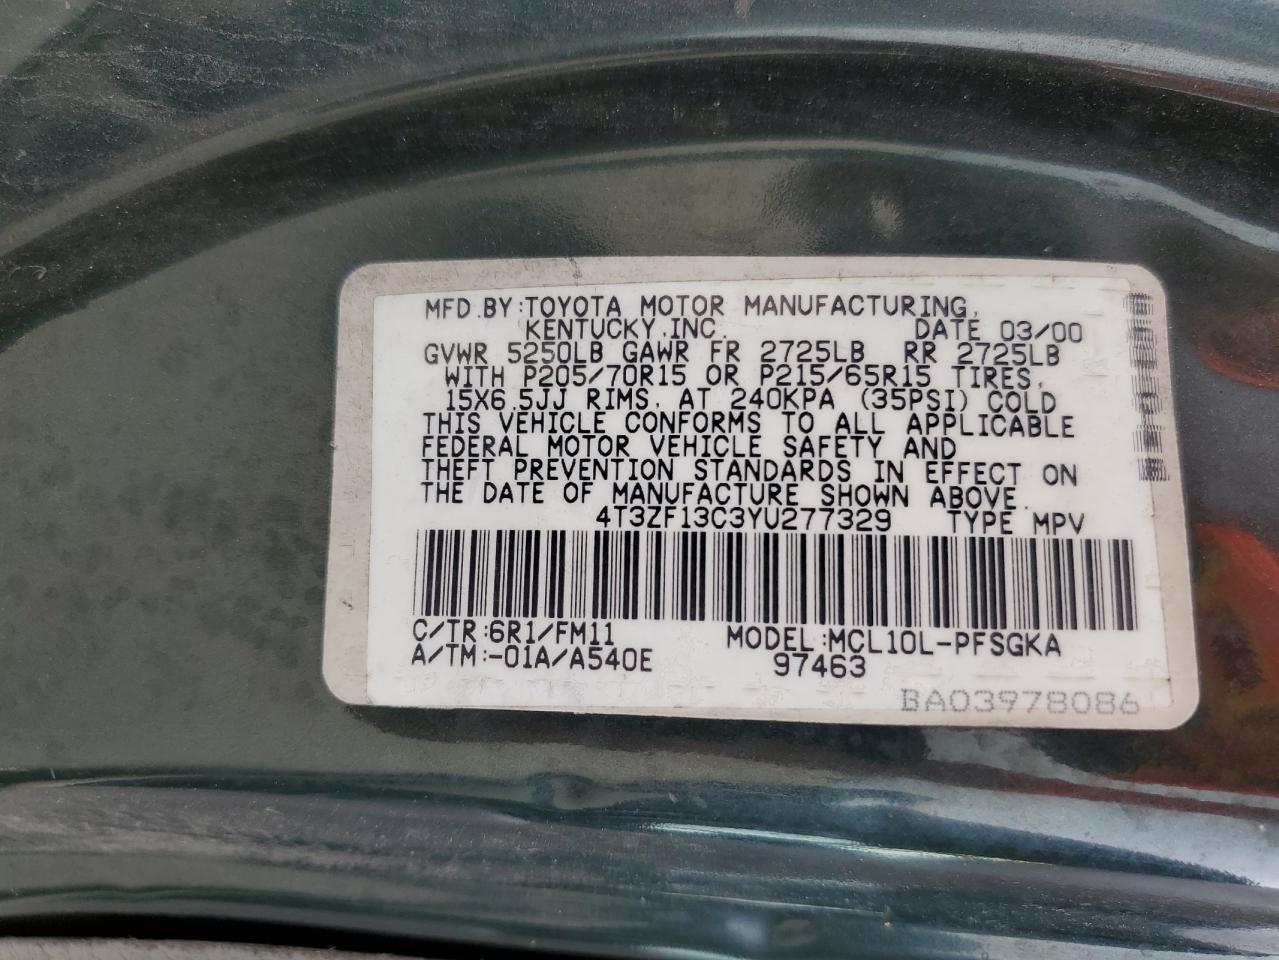 MFD.BY:TOYOTA MOTOR MANUFACTURING,
KENTUCKY,INC. DATE 03/00
GVWR 5250LB GAWR FR 2725LB RR 2725LB
WITH P205/70R15 OR P215/65R15 TIRES,
15X6.5JJ RIMS, AT 240KPA (35PSI) COLD
THIS VEHICLE CONFORMS TO ALL APPLICABLE
FEDERAL MOTOR VEHICLE SAFETY AND
THEFT PREVENTION STANDARDS IN EFFECT ON
THE DATE OF MANUFACTURE SHOWN ABOVE.
4T3ZF13C3YU277329 TYPE MPV
C/TR:6R1/FM11 MODEL:MCL10L-PFSGKA
A/TM:-01A/A540E 97463
BA03978086